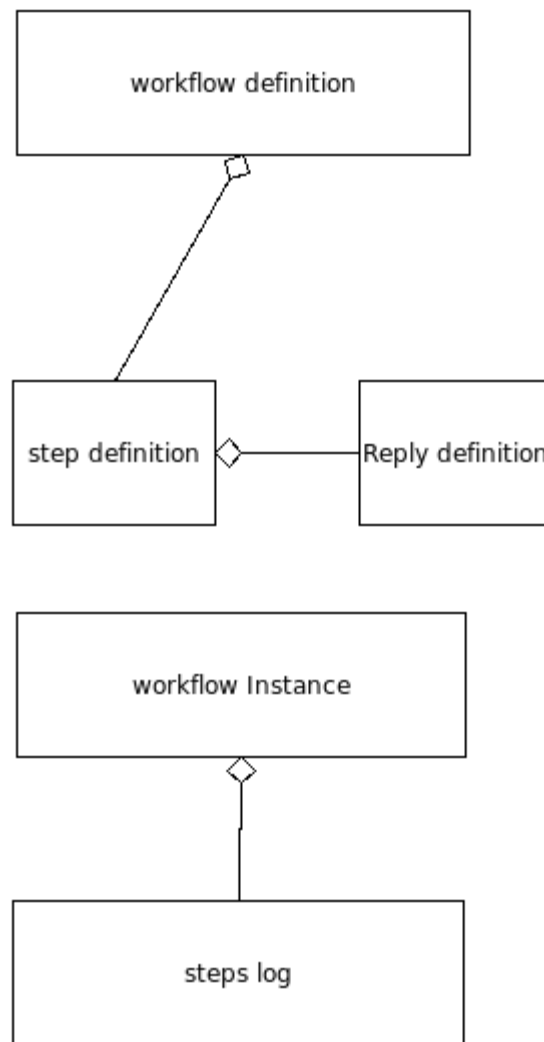 workflow definition
step definition
Reply definition
workflow Instance
steps log